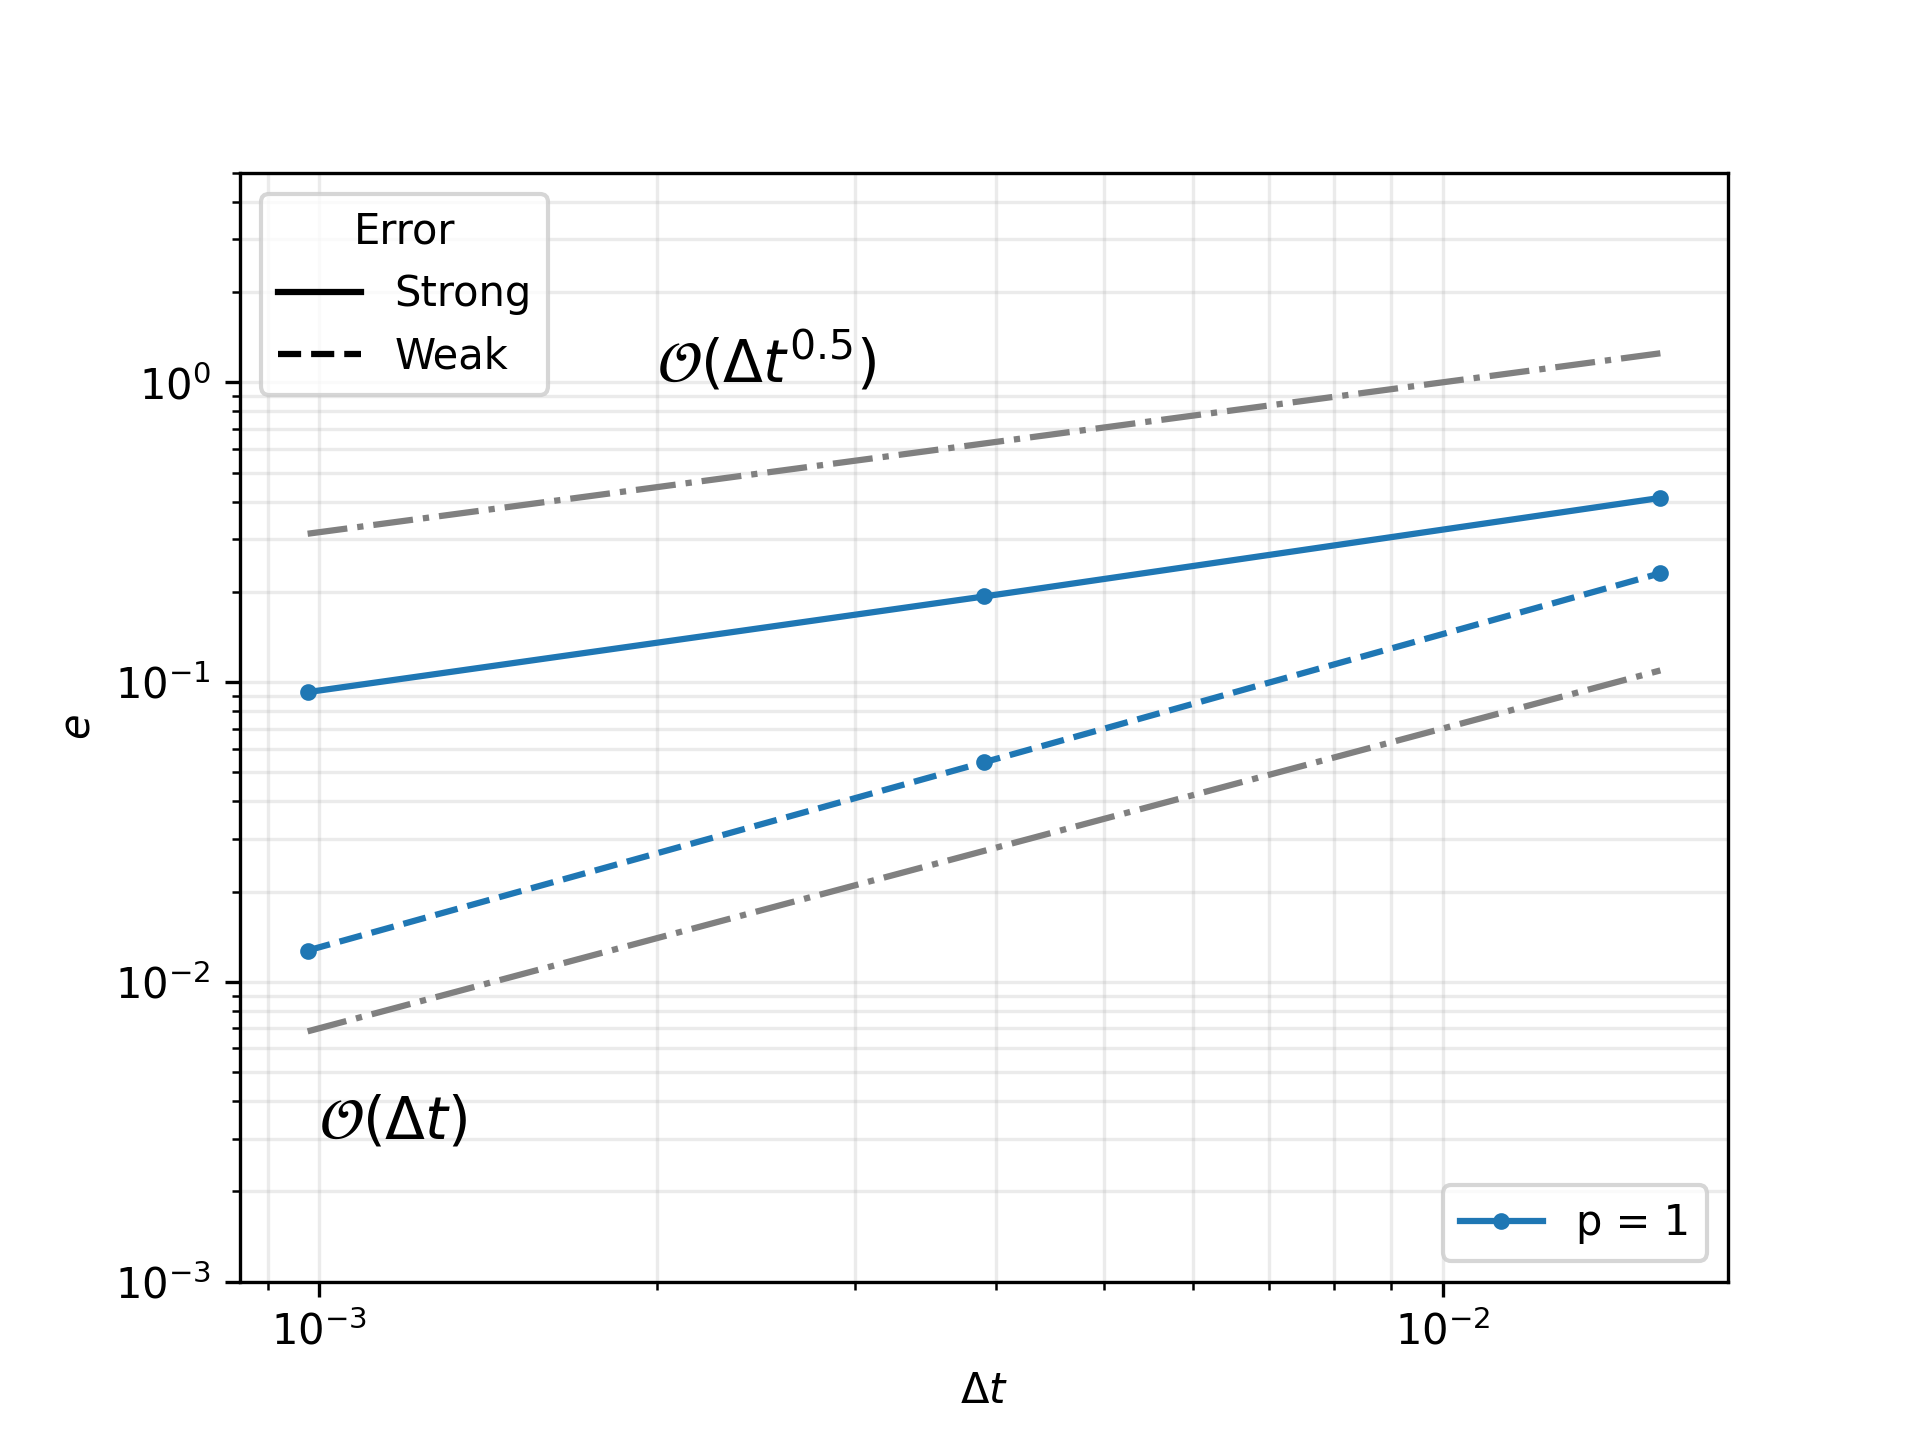 Error
Strong
Weak
𝒪(Δt^0.5)
10^0
10^−1
e
10^−2
𝒪(Δt)
p = 1
10^−3
10^−3
10^−2
Δt